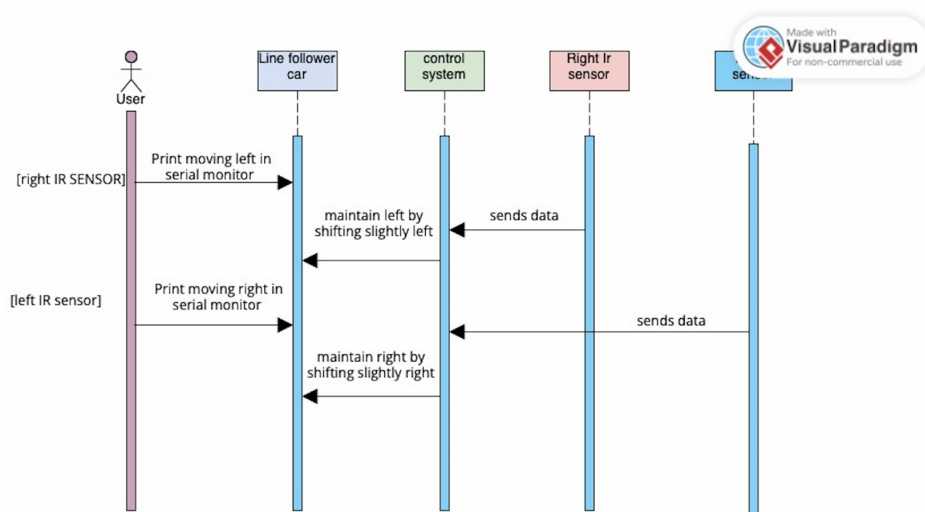 Made with
VisualParadigm
For non-commercial use
User
Line follower
car
control
system
Right Ir
sensor
sensor
[right IR SENSOR]
Print moving left in
serial monitor
maintain left by
shifting slightly left
sends data
[left IR sensor]
Print moving right in
serial monitor
sends data
maintain right by
shifting slightly right